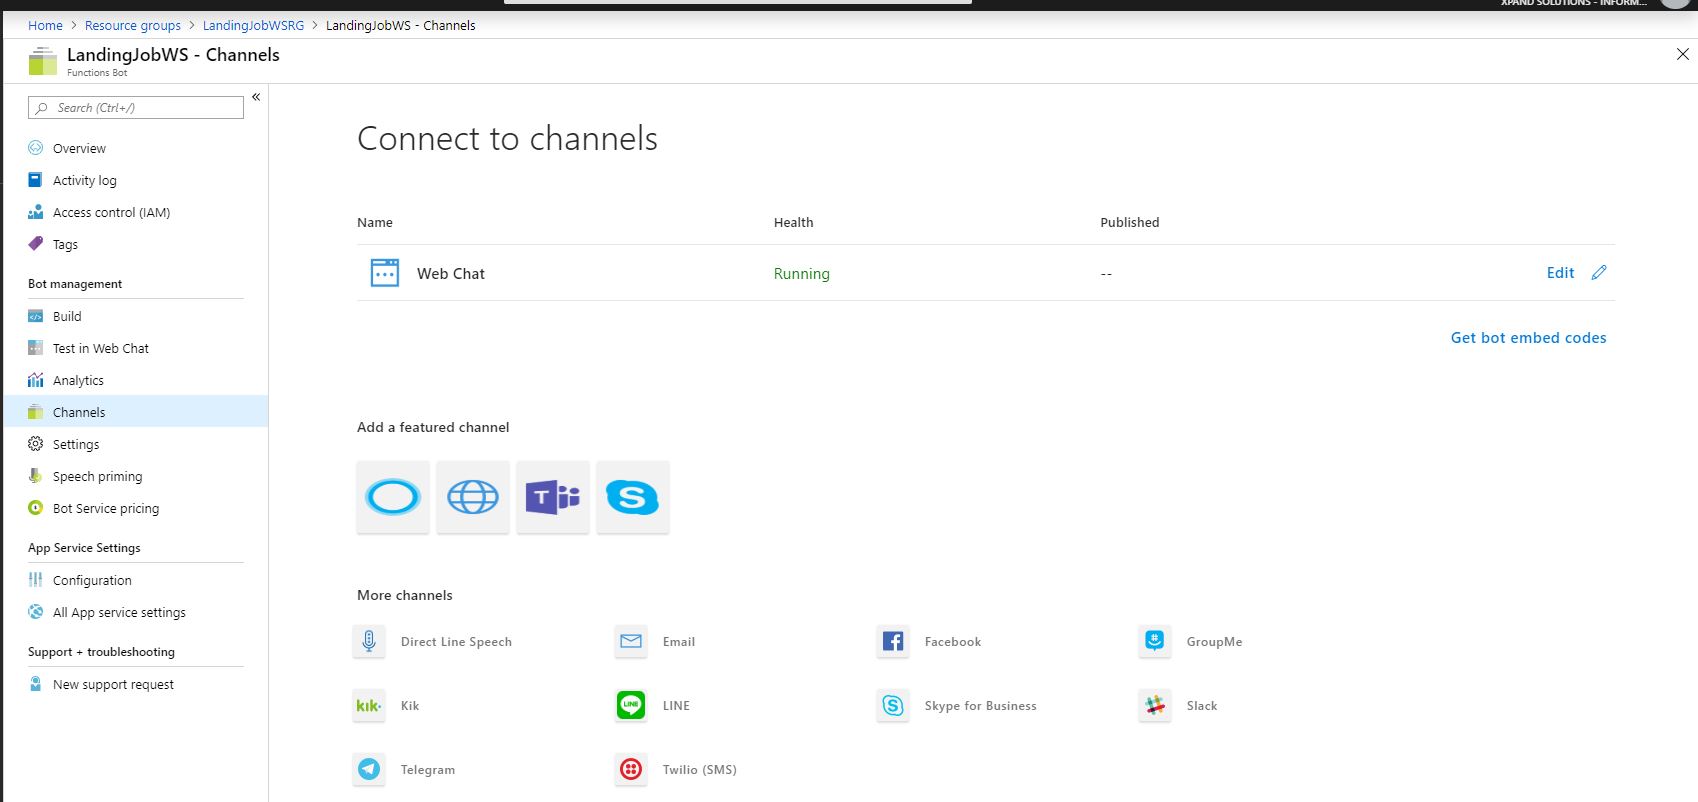 XPAND SOLUTIONS - INFORM...
Home > Resource groups > LandingJobWSRG > LandingJobWS - Channels
LandingJobWS - Channels
Functions Bot
Search (Ctrl+/)
«
Overview
Activity log
Access control (IAM)
Tags
Bot management
Build
Test in Web Chat
Analytics
Channels
Settings
Speech priming
Bot Service pricing
App Service Settings
Configuration
All App service settings
Support + troubleshooting
New support request
Connect to channels
Name Health Published
Web Chat Running -- Edit
Get bot embed codes
Add a featured channel
T S
More channels
Direct Line Speech Email Facebook GroupMe
kik. Kik LINE LINE Skype for Business Slack
Telegram Twilio (SMS)